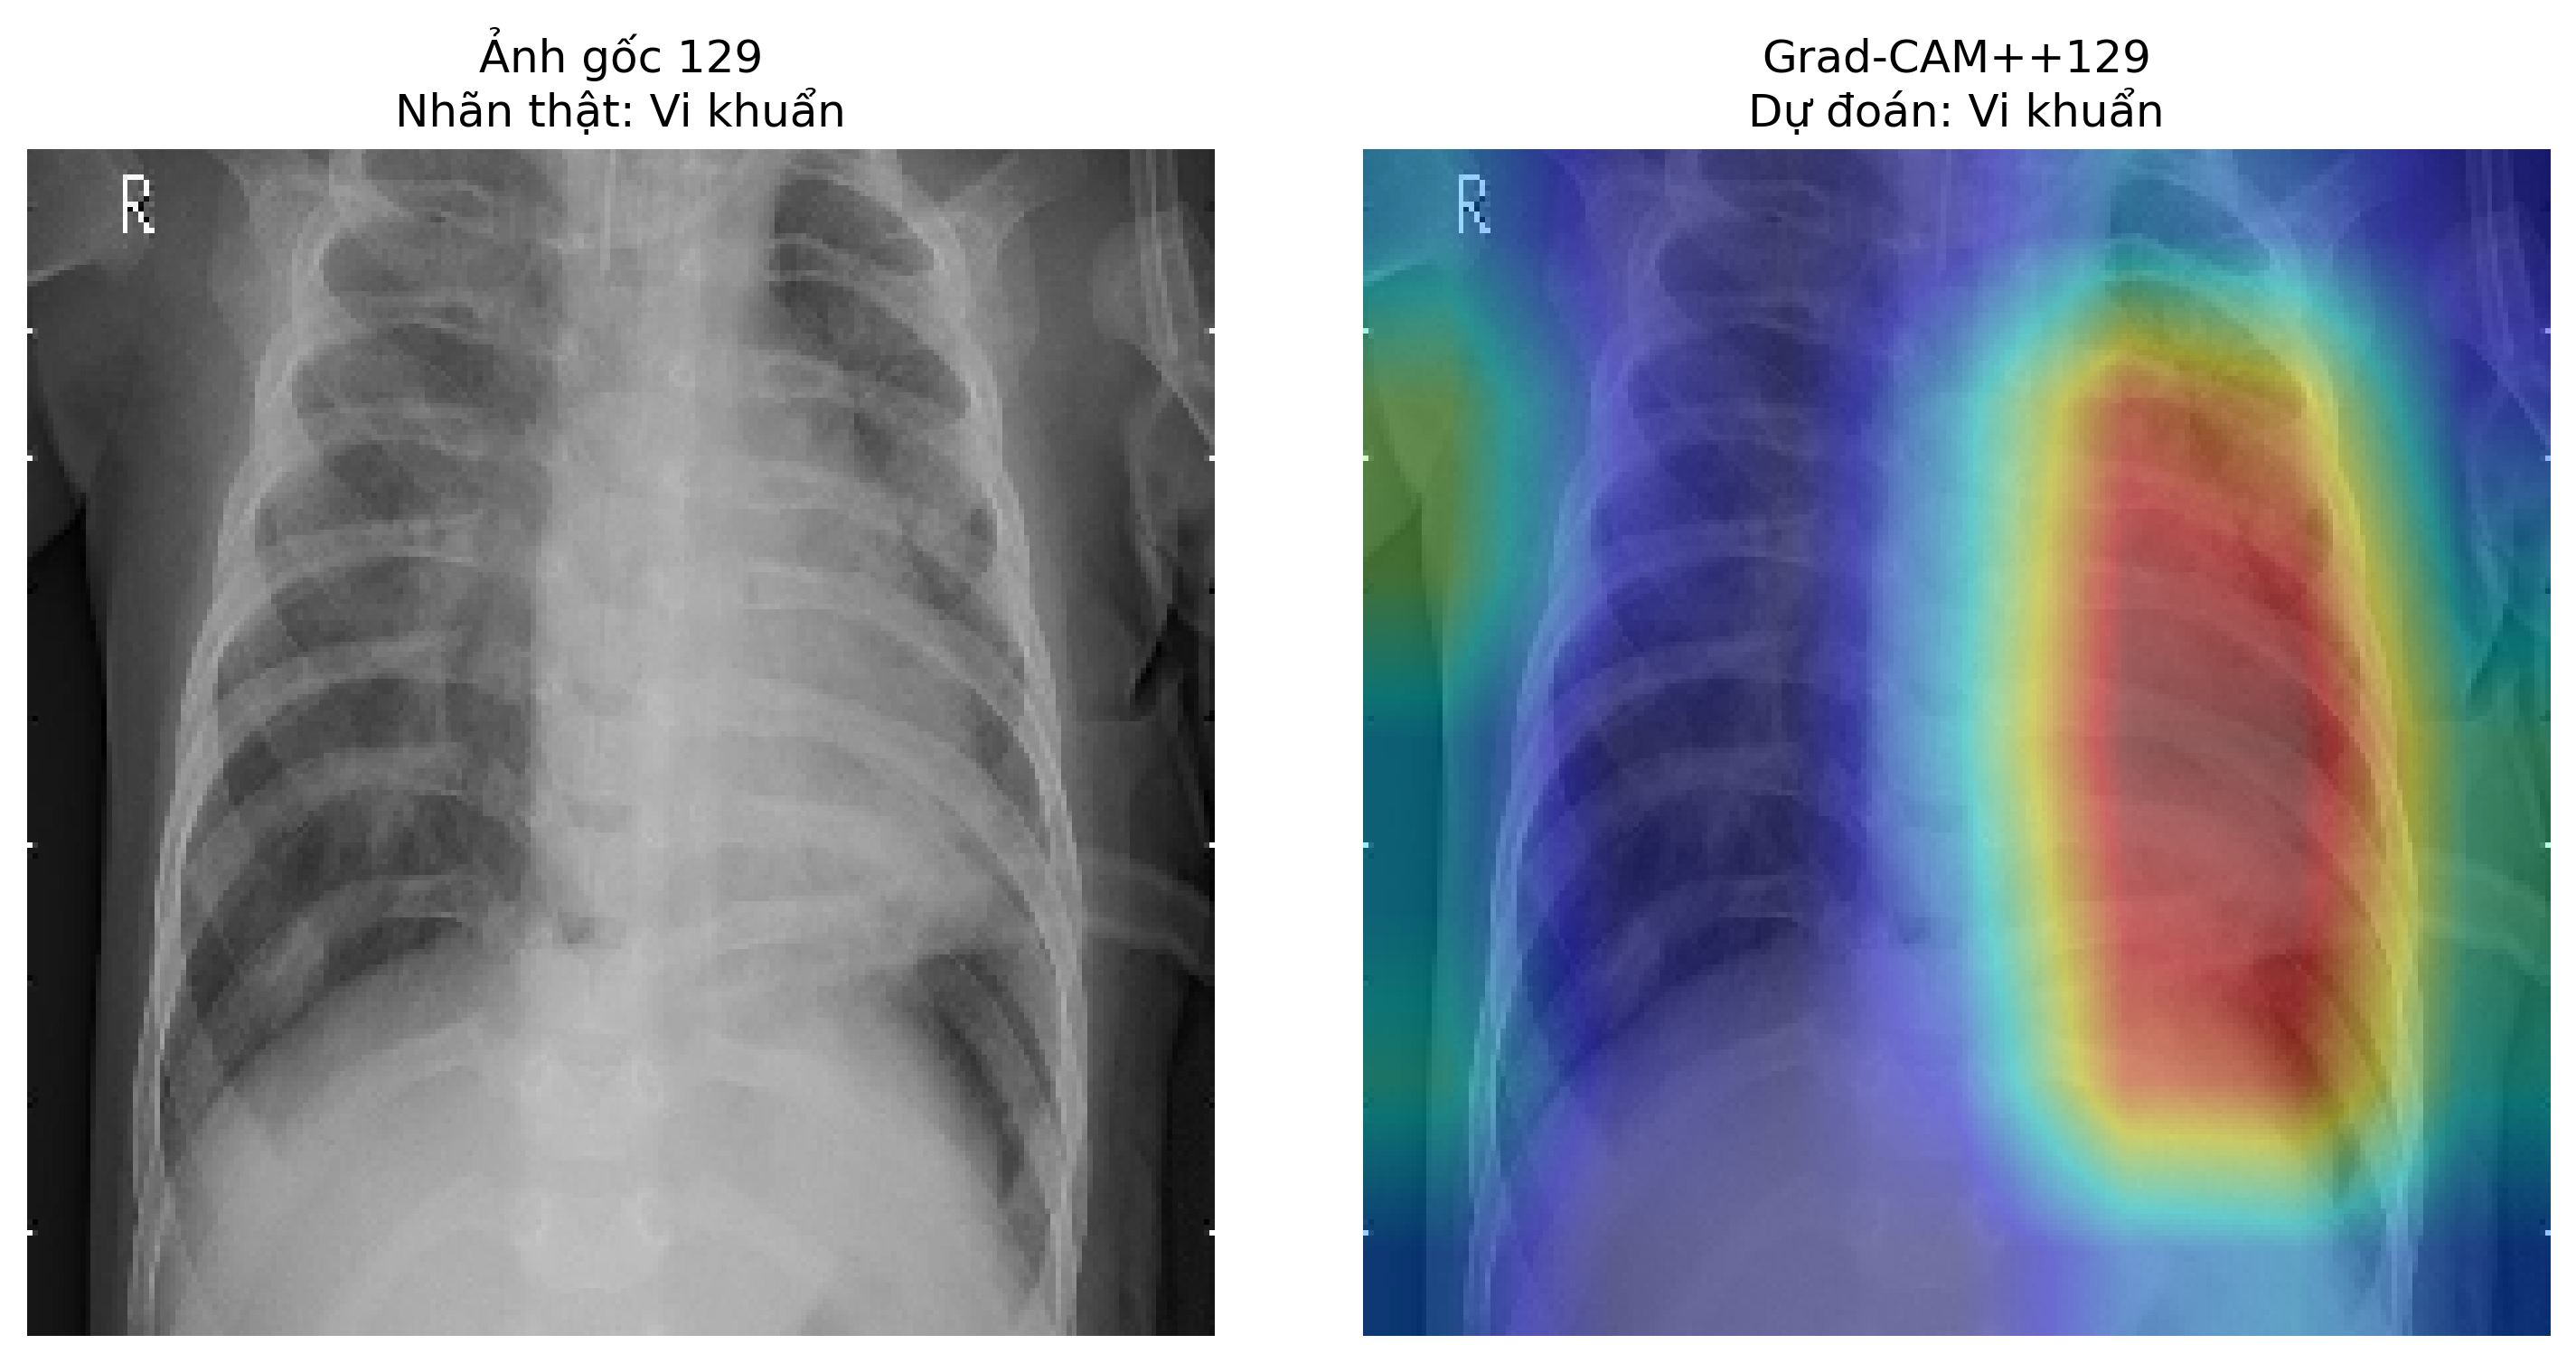 Ảnh gốc 129
Nhãn thật: Vi khuẩn
R
Grad-CAM++129
Dự đoán: Vi khuẩn
R